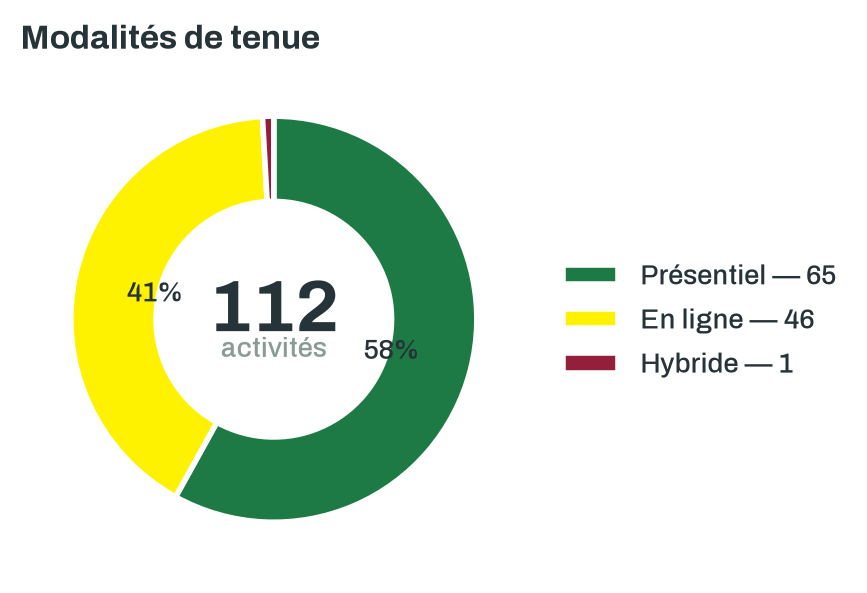 Modalités de tenue
41%
112
activités
58%
Présentiel — 65
En ligne — 46
Hybride — 1